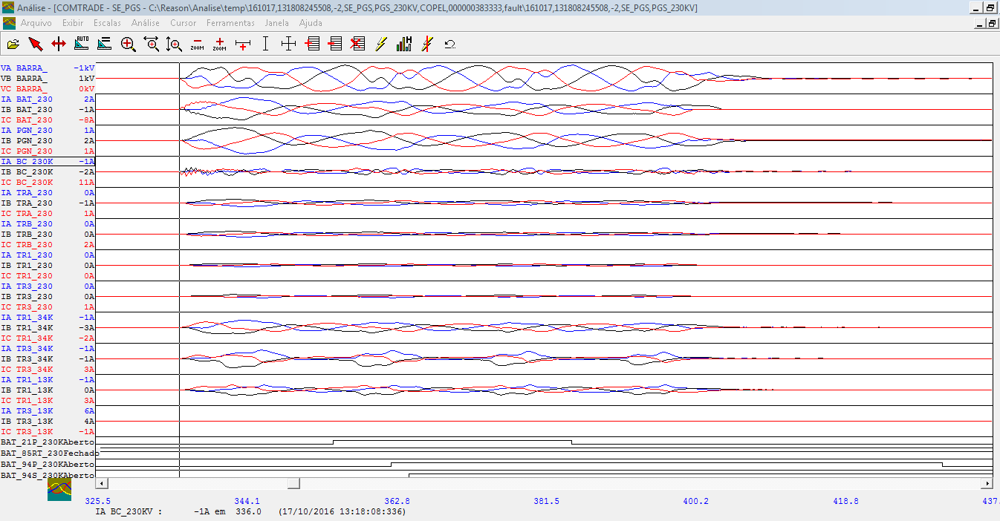 Análise - [COMTRADE - SE_PGS - C:\Reason\Analise\temp\161017,131808245508,-2,SE_PGS,PGS_230KV,COPEL,000000383333,fault\161017,131808245508,-2,SE_PGS,PGS_230KV]
Arquivo Exibir Escalas Análise Cursor Ferramentas Janela Ajuda
AUTO ZOOM ZOOM H
VA BARRA_ -1kV
VB BARRA_ 1kV
VC BARRA_ 0kV
IA BAT_230 2A
IB BAT_230 -1A
IC BAT_230 -8A
IA PGN_230 1A
IB PGN_230 2A
IC PGN_230 1A
IA BC_230K -1A
IB BC_230K -2A
IC BC_230K 11A
IA TRA_230 0A
IB TRA_230 -1A
IC TRA_230 1A
IA TRB_230 0A
IB TRB_230 0A
IC TRB_230 2A
IA TR1_230 0A
IB TR1_230 0A
IC TR1_230 0A
IA TR3_230 0A
IB TR3_230 0A
IC TR3_230 1A
IA TR1_34K -1A
IB TR1_34K -3A
IC TR1_34K -2A
IA TR3_34K -1A
IB TR3_34K -1A
IC TR3_34K 3A
IA TR1_13K -1A
IB TR1_13K 0A
IC TR1_13K 3A
IA TR3_13K 6A
IB TR3_13K 4A
IC TR3_13K -1A
BAT_21P_230KAberto
BAT_85RT_230Fechado
BAT_94P_230KAberto
BAT_94S_230KAberto
325.5 344.1 362.8 381.5 400.2 418.8 437.
IA BC_230KV : -1A em 336.0 (17/10/2016 13:18:08:336)